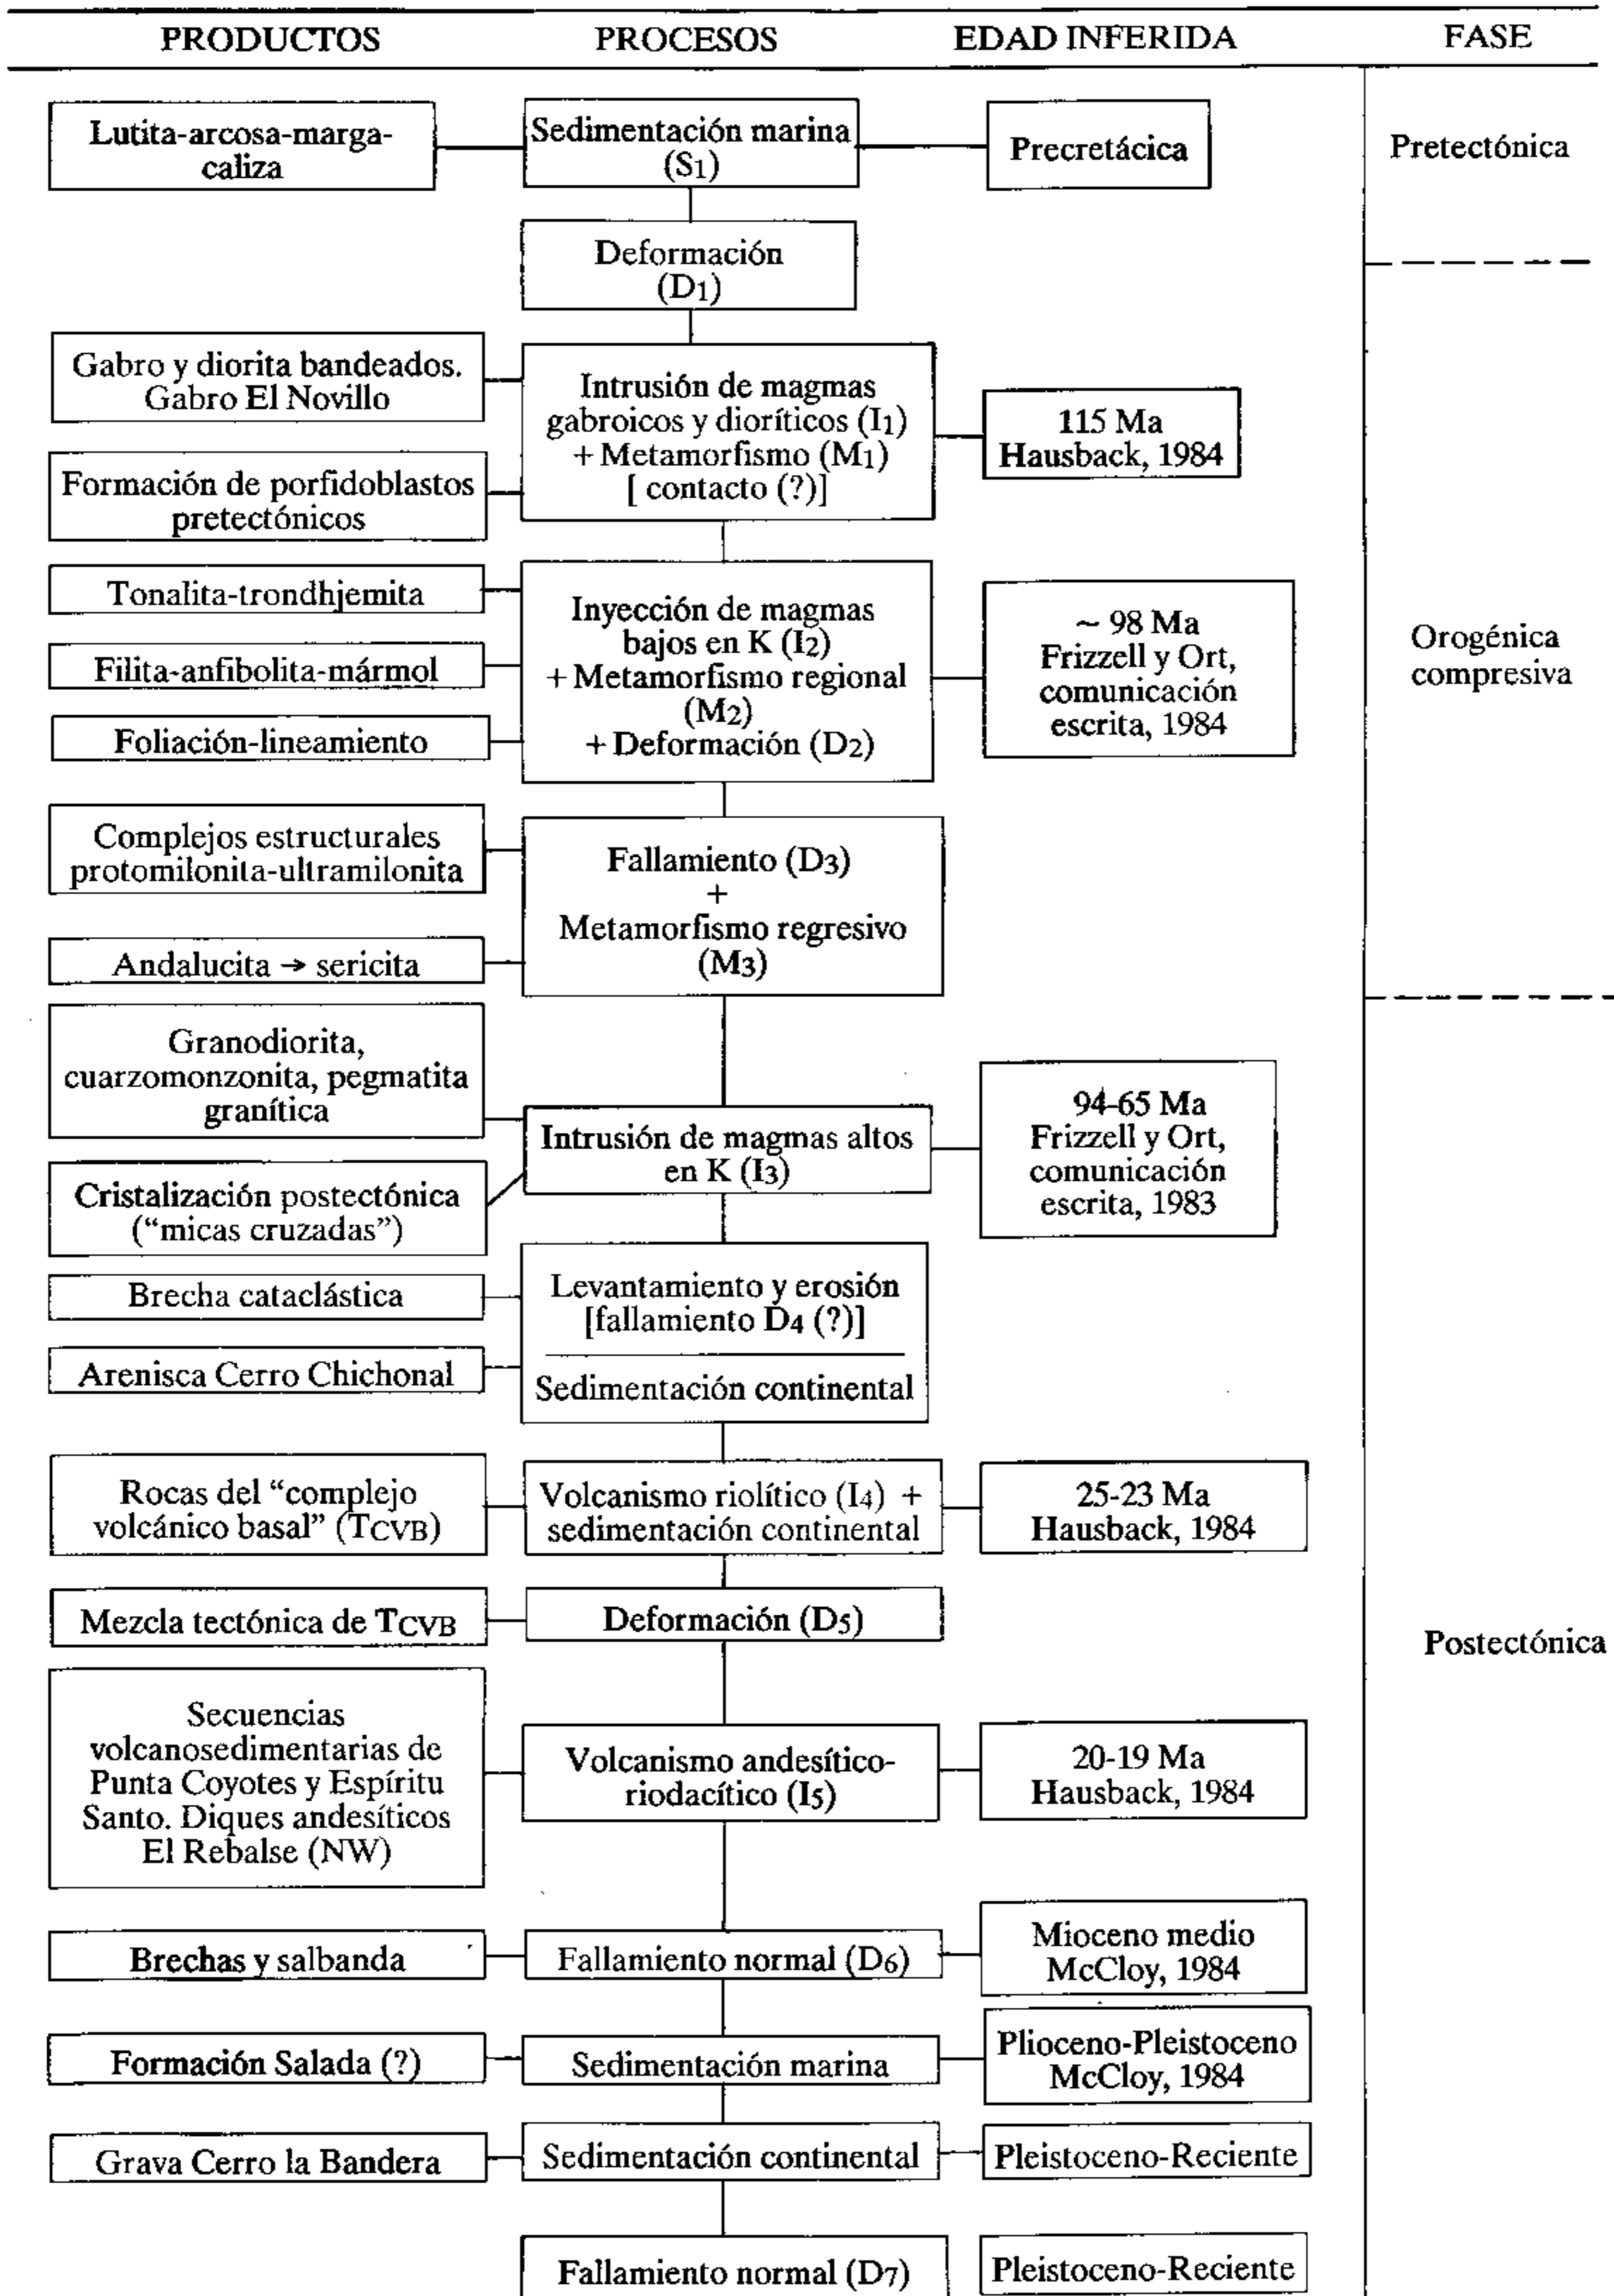 PRODUCTOS PROCESOS EDAD INFERIDA FASE
Lutita-arcosa-marga-
caliza
Sedimentación marina
(S1)
Precretácica
Pretectónica
Deformación
(D1)
Gabro y diorita bandeados.
Gabro El Novillo
Formación de porfidoblastos
pretectónicos
Intrusión de magmas
gabroicos y dioríticos (I1)
+ Metamorfismo (M1)
[ contacto (?)]
115 Ma
Hausback, 1984
Tonalita-trondhjemita
Filita-anfibolita-mármol
Foliación-lineamiento
Inyección de magmas
bajos en K (I2)
+ Metamorfismo regional
(M2)
+ Deformación (D2)
~ 98 Ma
Frizzell y Ort,
comunicación
escrita, 1984
Orogénica
compresiva
Complejos estructurales
protomilonita-ultramilonita
Andalucita → sericita
Fallamiento (D3)
+
Metamorfismo regresivo
(M3)
Granodiorita,
cuarzomonzonita, pegmatita
granítica
Cristalización postectónica
(“micas cruzadas”)
Intrusión de magmas altos
en K (I3)
94-65 Ma
Frizzell y Ort,
comunicación
escrita, 1983
Brecha cataclástica
Arenisca Cerro Chichonal
Levantamiento y erosión
[fallamiento D4 (?)]
Sedimentación continental
Rocas del “complejo
volcánico basal” (TCVB)
Volcanismo riolítico (I4) +
sedimentación continental
25-23 Ma
Hausback, 1984
Mezcla tectónica de TCVB
Deformación (D5)
Postectónica
Secuencias
volcanosedimentarias de
Punta Coyotes y Espíritu
Santo. Diques andesíticos
El Rebalse (NW)
Volcanismo andesítico-
riodacítico (I5)
20-19 Ma
Hausback, 1984
Brechas y salbanda
Fallamiento normal (D6)
Mioceno medio
McCloy, 1984
Formación Salada (?)
Sedimentación marina
Plioceno-Pleistoceno
McCloy, 1984
Grava Cerro la Bandera
Sedimentación continental
Pleistoceno-Reciente
Fallamiento normal (D7)
Pleistoceno-Reciente